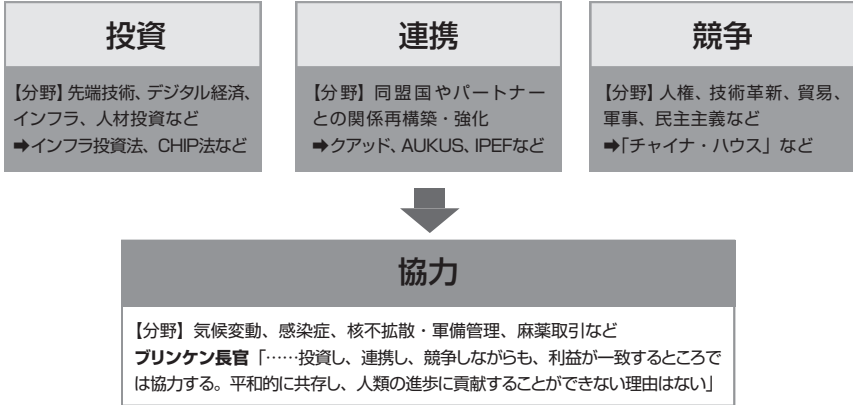 投資
【分野】先端技術、デジタル経済、
インフラ、人材投資など
➡インフラ投資法、CHIP法など
連携
【分野】同盟国やパートナー
との関係再構築・強化
➡クアッド、AUKUS、IPEFなど
競争
【分野】人権、技術革新、貿易、
軍事、民主主義など
➡「チャイナ・ハウス」など
協力
【分野】気候変動、感染症、核不拡散・軍備管理、麻薬取引など
ブリンケン長官「……投資し、連携し、競争しながらも、利益が一致するところで
は協力する。平和的に共存し、人類の進歩に貢献することができない理由はない」